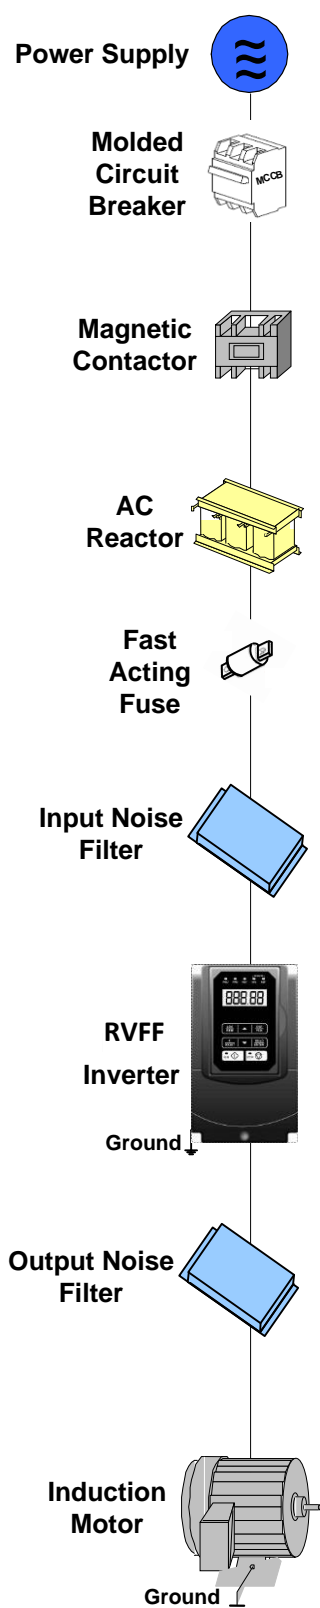 Power Supply
Molded
Circuit
Breaker
MCCB
Magnetic
Contactor
AC
Reactor
Fast
Acting
Fuse
Input Noise
Filter
RVFF
Inverter
Ground
Output Noise
Filter
Induction
Motor
Ground